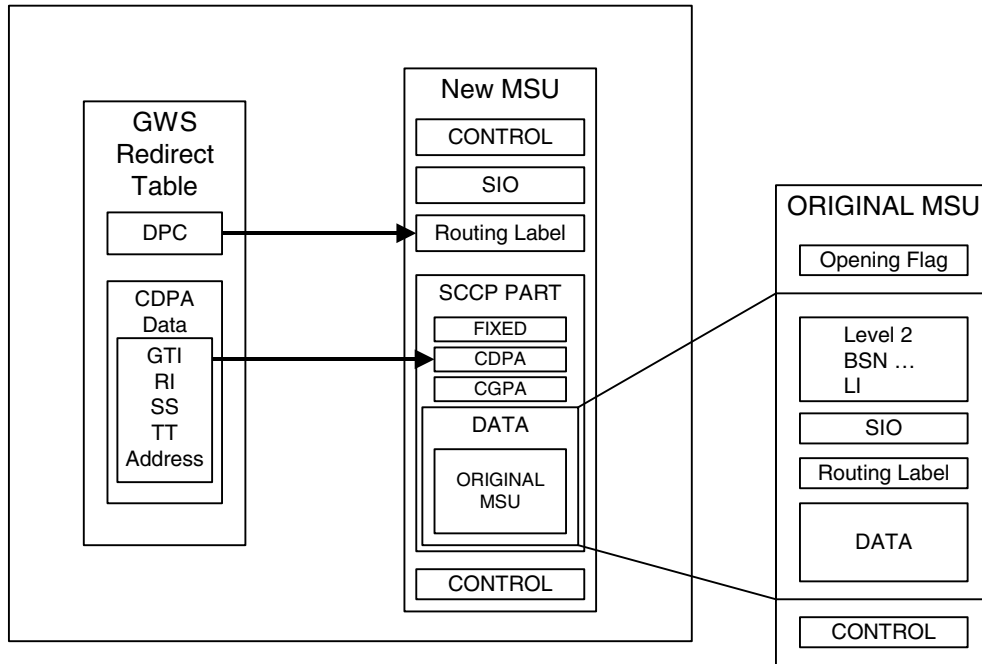 GWS
Redirect
Table
DPC
CDPA
Data
GTI
RI
SS
TT
Address
New MSU
CONTROL
SIO
Routing Label
SCCP PART
FIXED
CDPA
CGPA
DATA
ORIGINAL
MSU
CONTROL
ORIGINAL MSU
Opening Flag
Level 2
BSN ...
LI
SIO
Routing Label
DATA
CONTROL